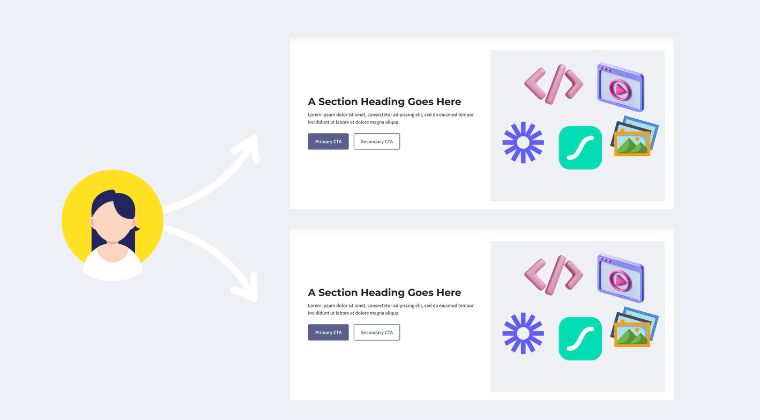 A Section Heading Goes Here
Lorem ipsum dolor sit amet, consectetur adipiscing elit, sed do eiusmod tempor
incididunt ut labore et dolore magna aliqua.
Primary CTA
Secondary CTA
A Section Heading Goes Here
Lorem ipsum dolor sit amet, consectetur adipiscing elit, sed do eiusmod tempor
incididunt ut labore et dolore magna aliqua.
Primary CTA
Secondary CTA